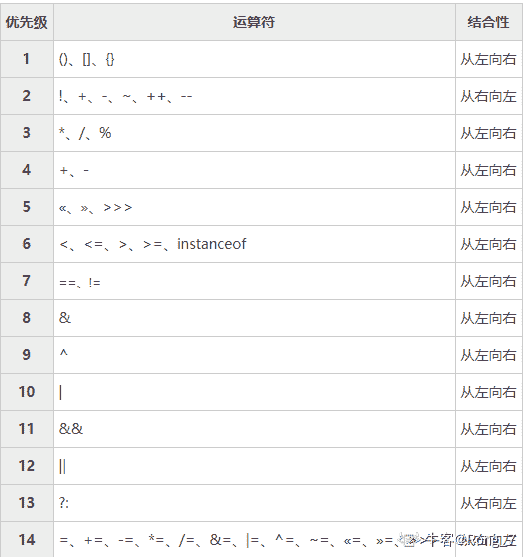 优先级 运算符 结合性
1 ()、[]、{} 从左向右
2 !、+、-、~、++、-- 从右向左
3 *、/、% 从左向右
4 +、- 从左向右
5 «、»、>>> 从左向右
6 <、<=、>、>=、instanceof 从左向右
7 ==、!= 从左向右
8 & 从左向右
9 ^ 从左向右
10 | 从左向右
11 && 从左向右
12 || 从左向右
13 ?: 从右向左
14 =、+=、-=、*=、/=、&=、|=、^=、~=、«=、»=、
牛客@Rong77